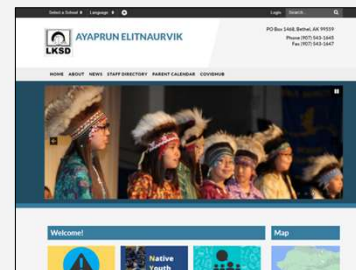 Select a School Language
Login Search...
LKSD
AYAPRUN ELITNAURVIK
PO Box 1468, Bethel, AK 99559
Phone (907) 543-1645
Fax (907) 543-1647
HOME ABOUT NEWS STAFF DIRECTORY PARENT CALENDAR COVIDHUB
Welcome!
Map
Native
Youth